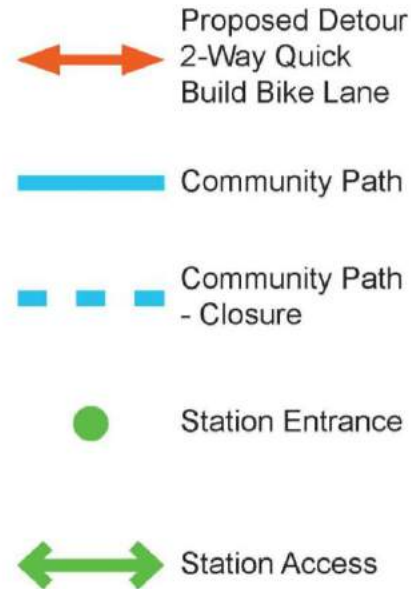 Proposed Detour
2-Way Quick
Build Bike Lane
Community Path
Community Path
- Closure
Station Entrance
Station Access